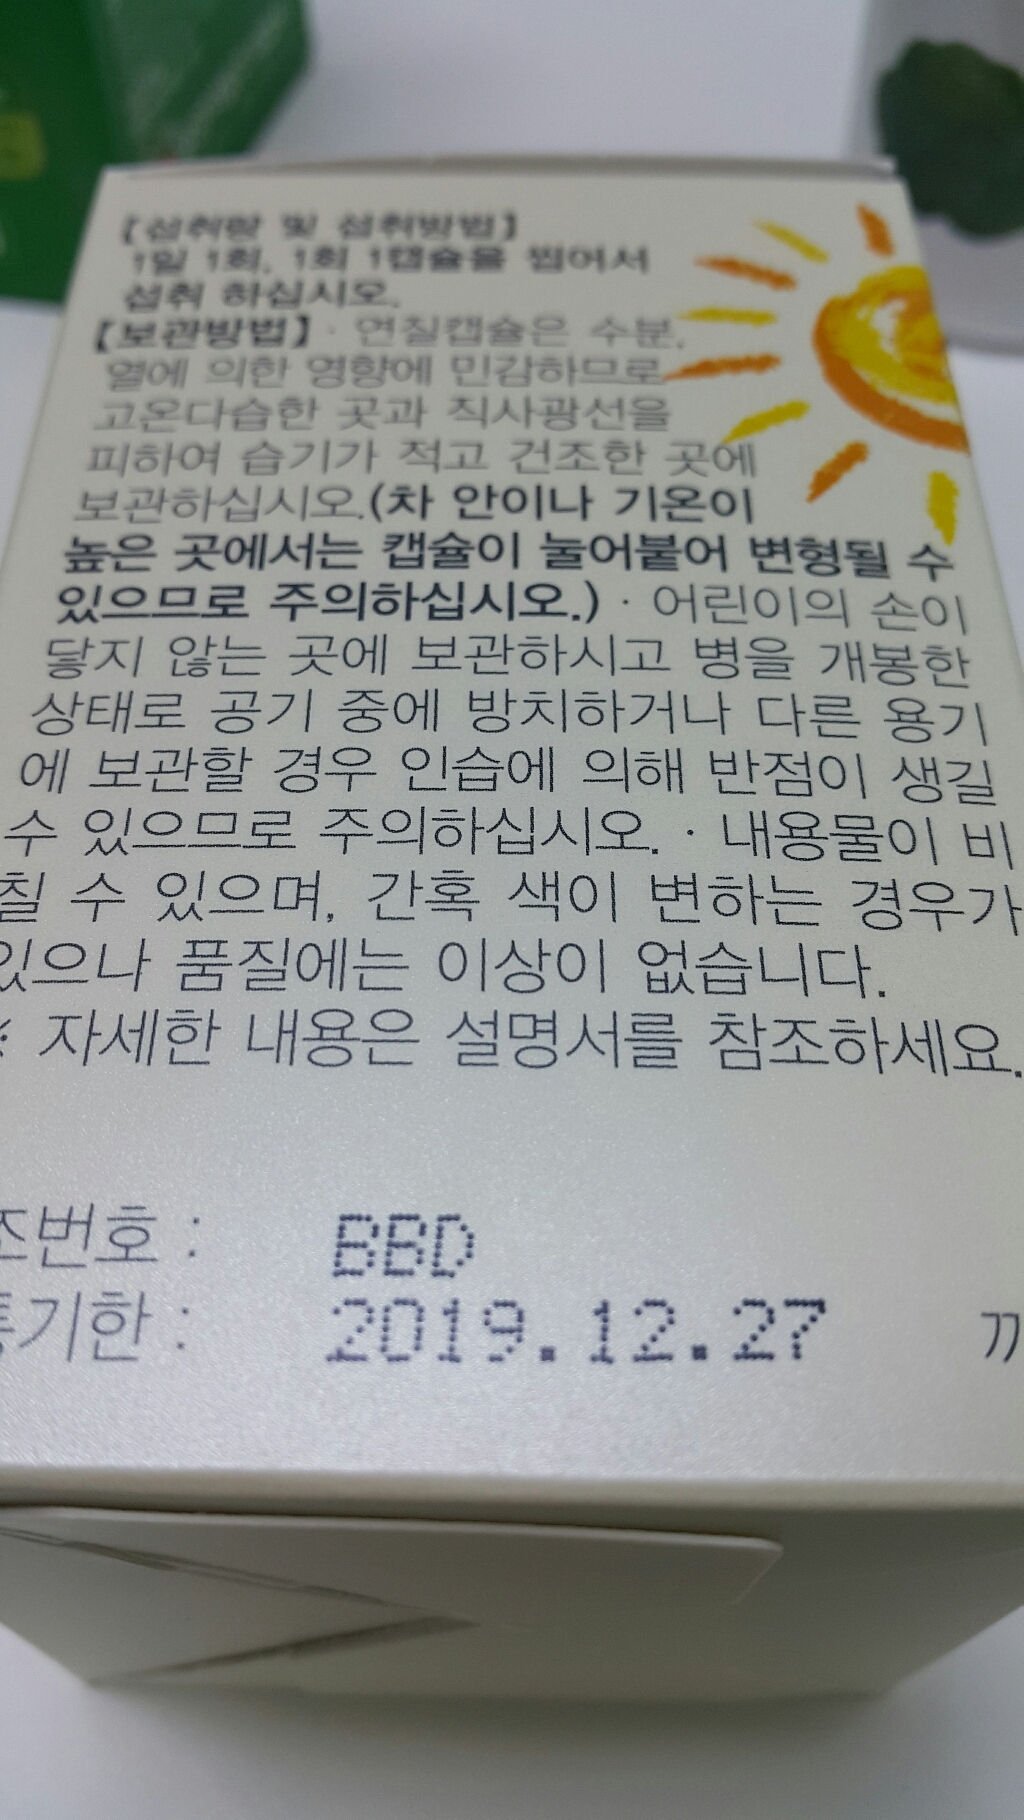 【섭취량 및 섭취방법】
1일 1회, 1회 1캡슐을 씹어서
섭취 하십시오.
【보관방법】· 연질캡슐은 수분,
열에 의한 영향에 민감하므로
고온다습한 곳과 직사광선을
피하여 습기가 적고 건조한 곳에
보관하십시오.(차 안이나 기온이
높은 곳에서는 캡슐이 눌어붙어 변형될 수
있으므로 주의하십시오.) · 어린이의 손이
닿지 않는 곳에 보관하시고 병을 개봉한
상태로 공기 중에 방치하거나 다른 용기
에 보관할 경우 인습에 의해 반점이 생길
수 있으므로 주의하십시오. · 내용물이 비
칠 수 있으며, 간혹 색이 변하는 경우가
있으나 품질에는 이상이 없습니다.
※ 자세한 내용은 설명서를 참조하세요.
조번호 : BBD
통기한 : 2019.12.27 까